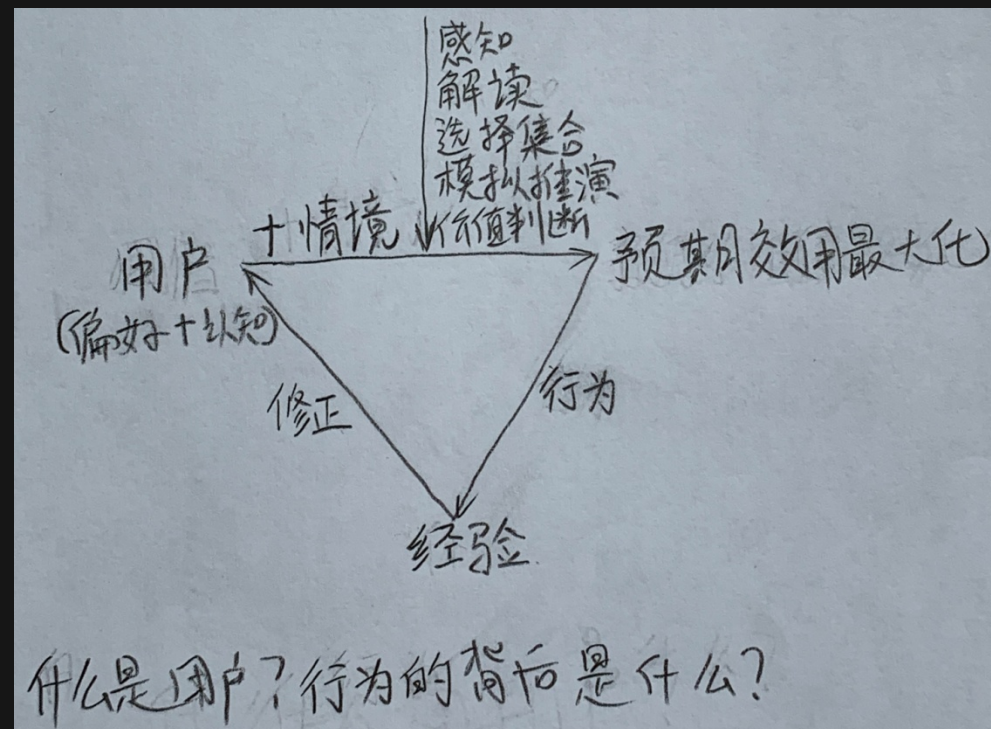 感知
解读
选择集合
模拟推演
价值判断
+情境
用户
(偏好+认知)
预期效用最大化
修正
行为
经验
什么是用户?行为的背后是什么?